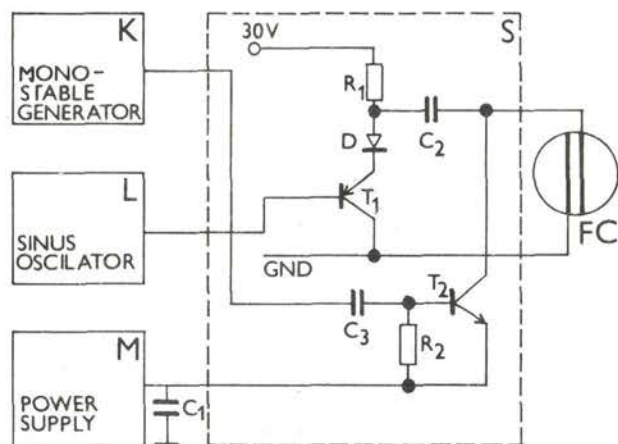 K
MONO-
STABLE
GENERATOR
L
SINUS
OSCILATOR
M
POWER
SUPPLY
C1
30V
S
R1
C2
D
T1
GND
FC
T2
C3
R2